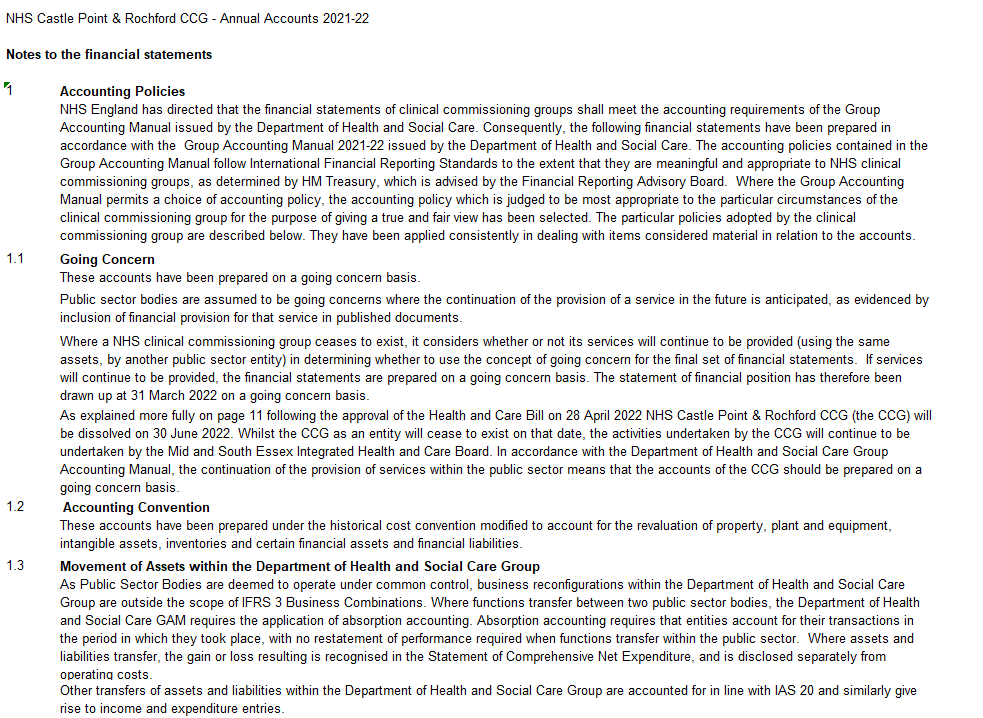 NHS Castle Point & Rochford CCG - Annual Accounts 2021-22
Notes to the financial statements
1 Accounting Policies
NHS England has directed that the financial statements of clinical commissioning groups shall meet the accounting requirements of the Group
Accounting Manual issued by the Department of Health and Social Care. Consequently, the following financial statements have been prepared in
accordance with the  Group Accounting Manual 2021-22 issued by the Department of Health and Social Care. The accounting policies contained in the
Group Accounting Manual follow International Financial Reporting Standards to the extent that they are meaningful and appropriate to NHS clinical
commissioning groups, as determined by HM Treasury, which is advised by the Financial Reporting Advisory Board.  Where the Group Accounting
Manual permits a choice of accounting policy, the accounting policy which is judged to be most appropriate to the particular circumstances of the
clinical commissioning group for the purpose of giving a true and fair view has been selected. The particular policies adopted by the clinical
commissioning group are described below. They have been applied consistently in dealing with items considered material in relation to the accounts.
1.1 Going Concern
These accounts have been prepared on a going concern basis.
Public sector bodies are assumed to be going concerns where the continuation of the provision of a service in the future is anticipated, as evidenced by
inclusion of financial provision for that service in published documents.
Where a NHS clinical commissioning group ceases to exist, it considers whether or not its services will continue to be provided (using the same
assets, by another public sector entity) in determining whether to use the concept of going concern for the final set of financial statements.  If services
will continue to be provided, the financial statements are prepared on a going concern basis. The statement of financial position has therefore been
drawn up at 31 March 2022 on a going concern basis.
As explained more fully on page 11 following the approval of the Health and Care Bill on 28 April 2022 NHS Castle Point & Rochford CCG (the CCG) will
be dissolved on 30 June 2022. Whilst the CCG as an entity will cease to exist on that date, the activities undertaken by the CCG will continue to be
undertaken by the Mid and South Essex Integrated Health and Care Board. In accordance with the Department of Health and Social Care Group
Accounting Manual, the continuation of the provision of services within the public sector means that the accounts of the CCG should be prepared on a
going concern basis.
1.2 Accounting Convention
These accounts have been prepared under the historical cost convention modified to account for the revaluation of property, plant and equipment,
intangible assets, inventories and certain financial assets and financial liabilities.
1.3 Movement of Assets within the Department of Health and Social Care Group
As Public Sector Bodies are deemed to operate under common control, business reconfigurations within the Department of Health and Social Care
Group are outside the scope of IFRS 3 Business Combinations. Where functions transfer between two public sector bodies, the Department of Health
and Social Care GAM requires the application of absorption accounting. Absorption accounting requires that entities account for their transactions in
the period in which they took place, with no restatement of performance required when functions transfer within the public sector.  Where assets and
liabilities transfer, the gain or loss resulting is recognised in the Statement of Comprehensive Net Expenditure, and is disclosed separately from
operating costs.
Other transfers of assets and liabilities within the Department of Health and Social Care Group are accounted for in line with IAS 20 and similarly give
rise to income and expenditure entries.